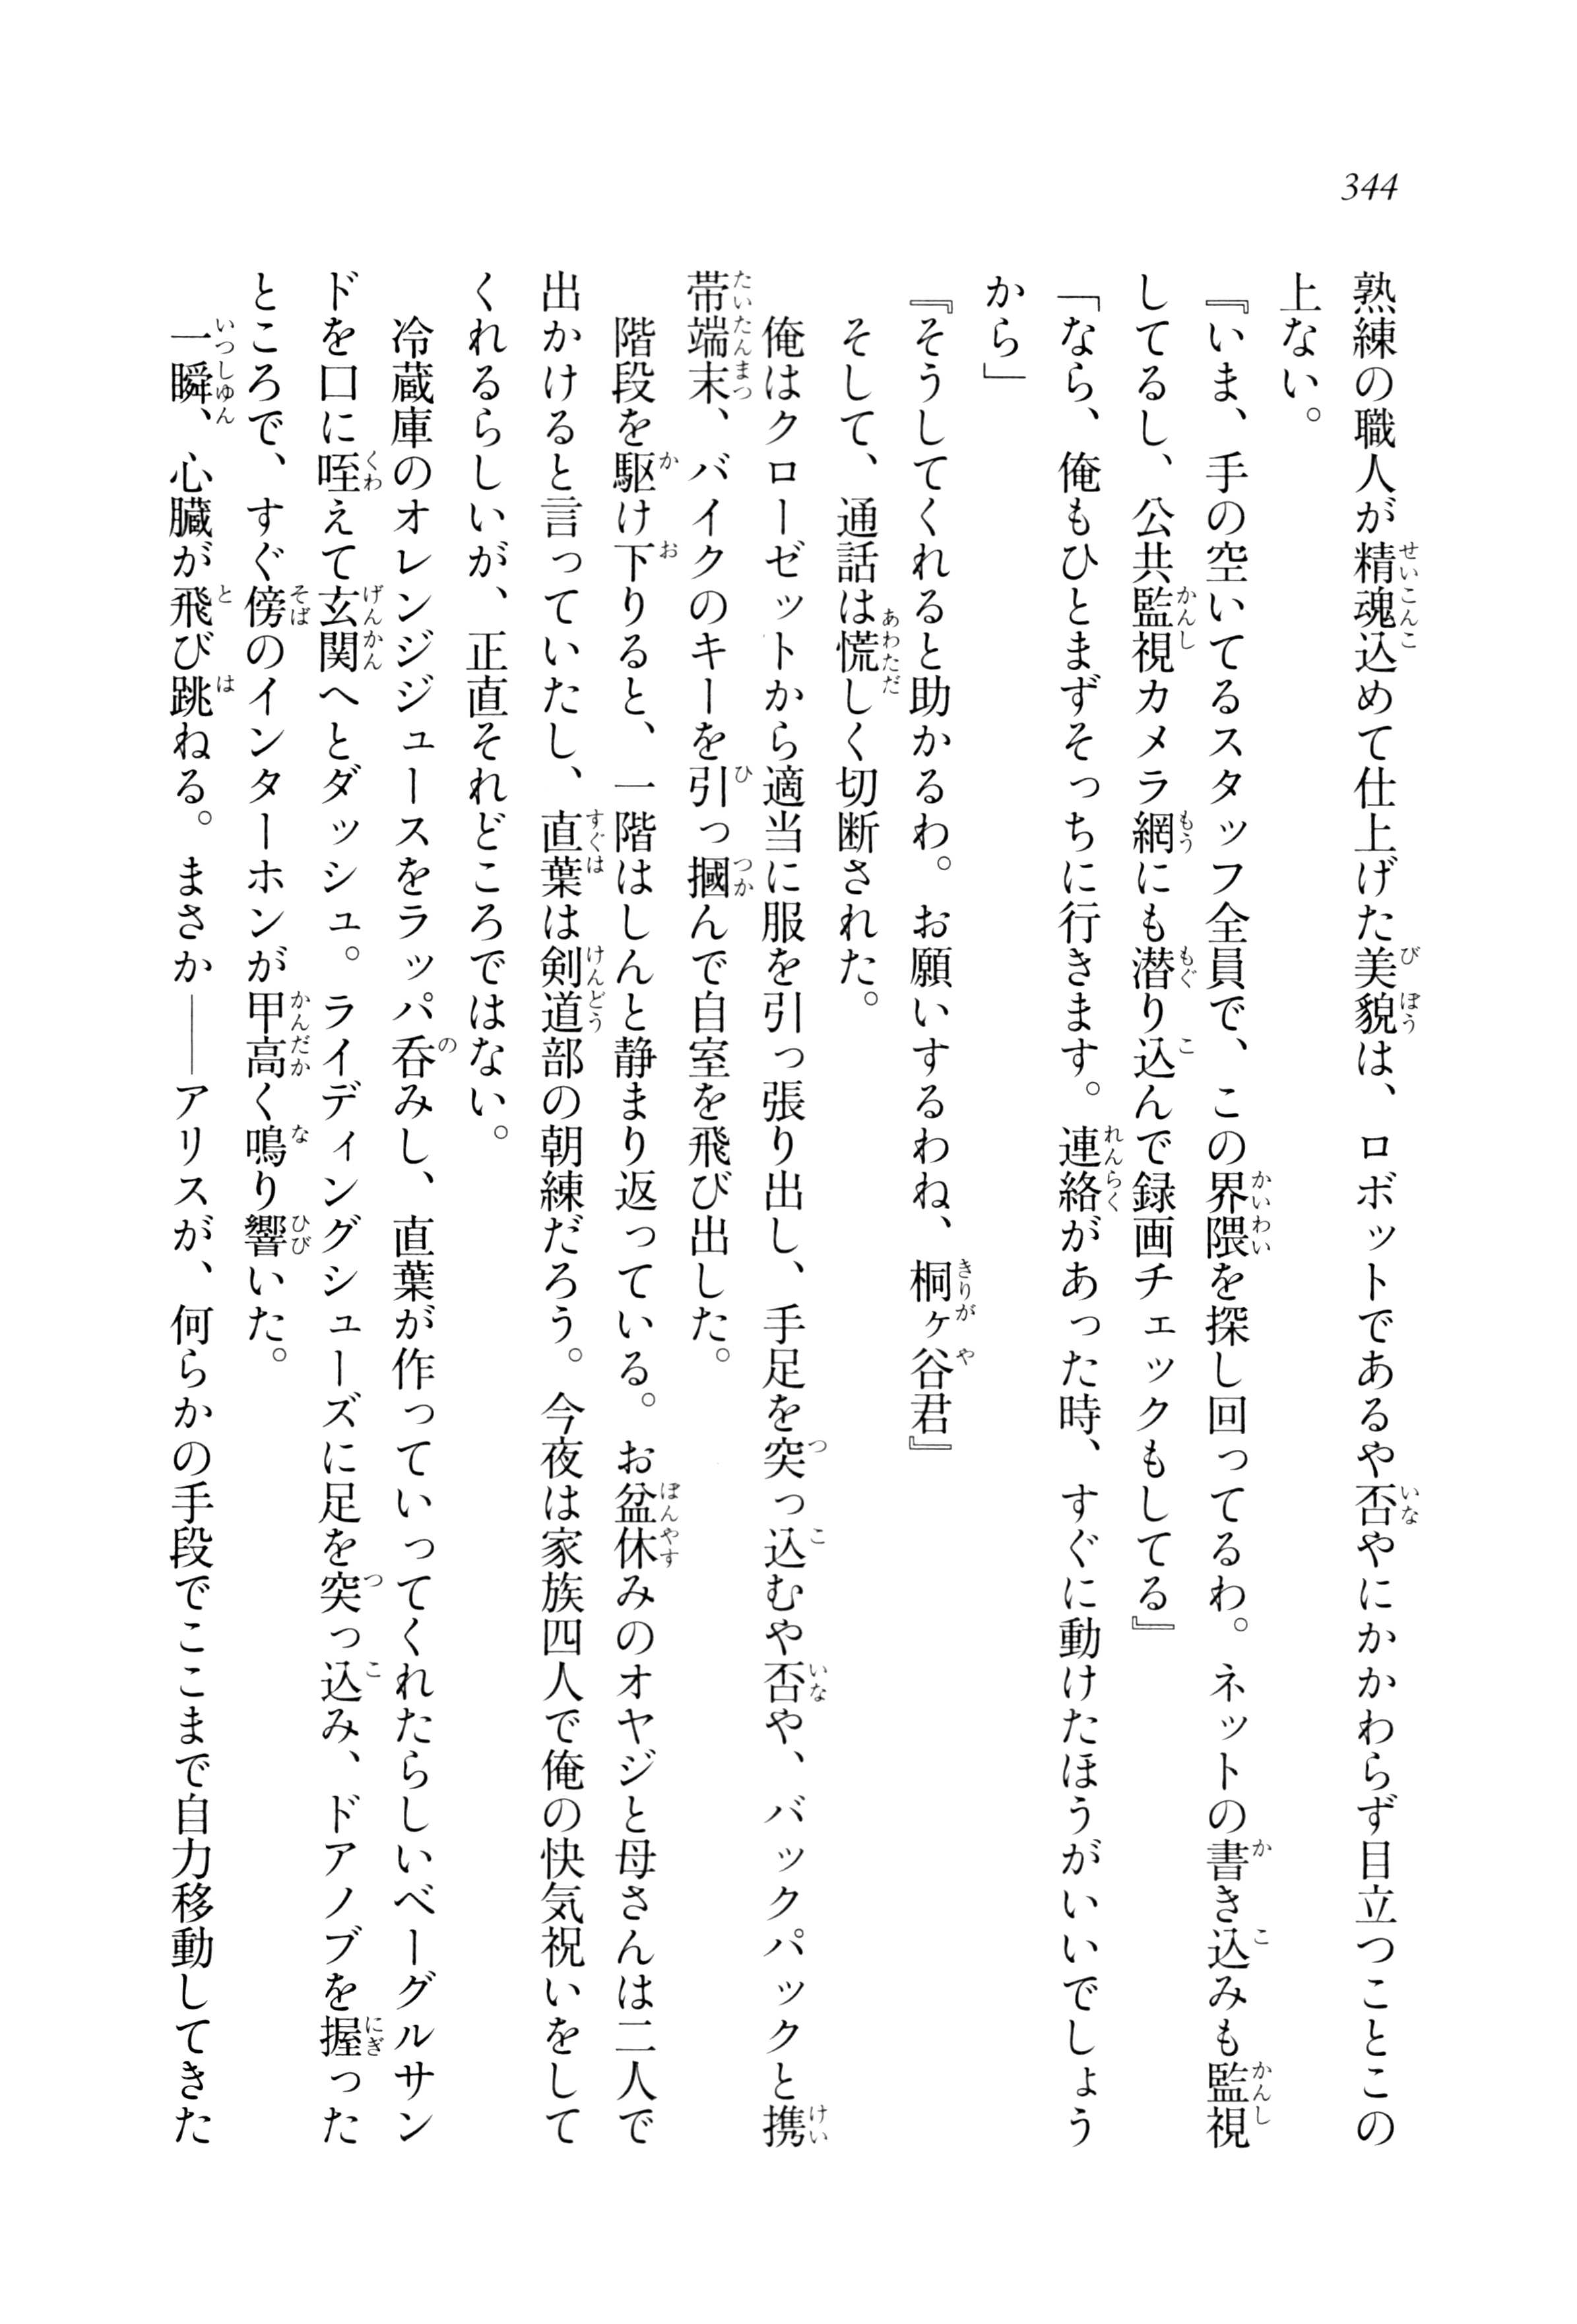 344
熟練の職人が精魂込めて仕上げた美貌は、ロボットであるや否やにかかわらず目立つことこの
上ない。
『いま、手の空いてるスタッフ全員で、この界隈を探し回ってるわ。ネットの書き込みも監視
してるし、公共監視カメラ網にも潜り込んで録画チェックもしてる』
「なら、俺もひとまずそっちに行きます。連絡があった時、すぐに動けたほうがいいでしょう
から」
『そうしてくれると助かるわ。お願いするわね、桐ヶ谷君』
そして、通話は慌しく切断された。
俺はクローゼットから適当に服を引っ張り出し、手足を突っ込むや否や、バックパックと携
帯端末、バイクのキーを引っ摑んで自室を飛び出した。
階段を駆け下りると、一階はしんと静まり返っている。お盆休みのオヤジと母さんは二人で
出かけると言っていたし、直葉は剣道部の朝練だろう。今夜は家族四人で俺の快気祝いをして
くれるらしいが、正直それどころではない。
冷蔵庫のオレンジジュースをラッパ呑みし、直葉が作っていってくれたらしいベーグルサン
ドを口に咥えて玄関へとダッシュ。ライディングシューズに足を突っ込み、ドアノブを握った
ところで、すぐ傍のインターホンが甲高く鳴り響いた。
一瞬、心臓が飛び跳ねる。まさか――アリスが、何らかの手段でここまで自力移動してきた